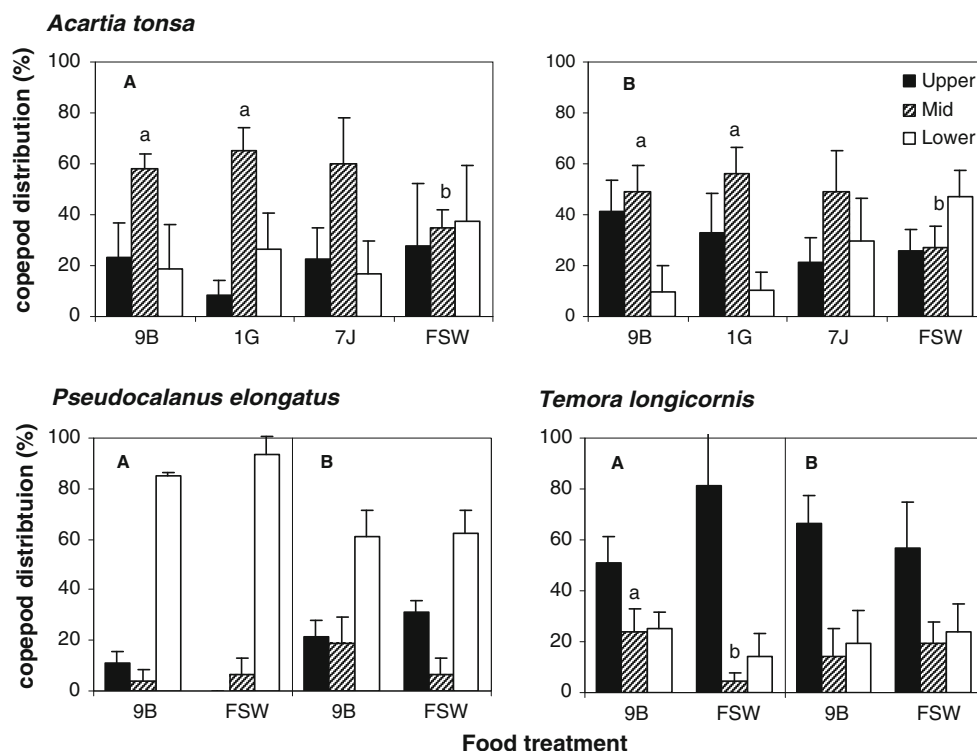 Acartia tonsa
copepod distribution (%)
100
80
60
40
20
0
A
a
a
b
9B 1G 7J FSW
100
80
60
40
20
0
B
a
a
b
Upper
Mid
Lower
9B 1G 7J FSW
Pseudocalanus elongatus
copepod distribtuion (%)
100
80
60
40
20
0
A
B
9B FSW 9B FSW
Temora longicornis
100
80
60
40
20
0
A
B
a
b
9B FSW 9B FSW
Food treatment